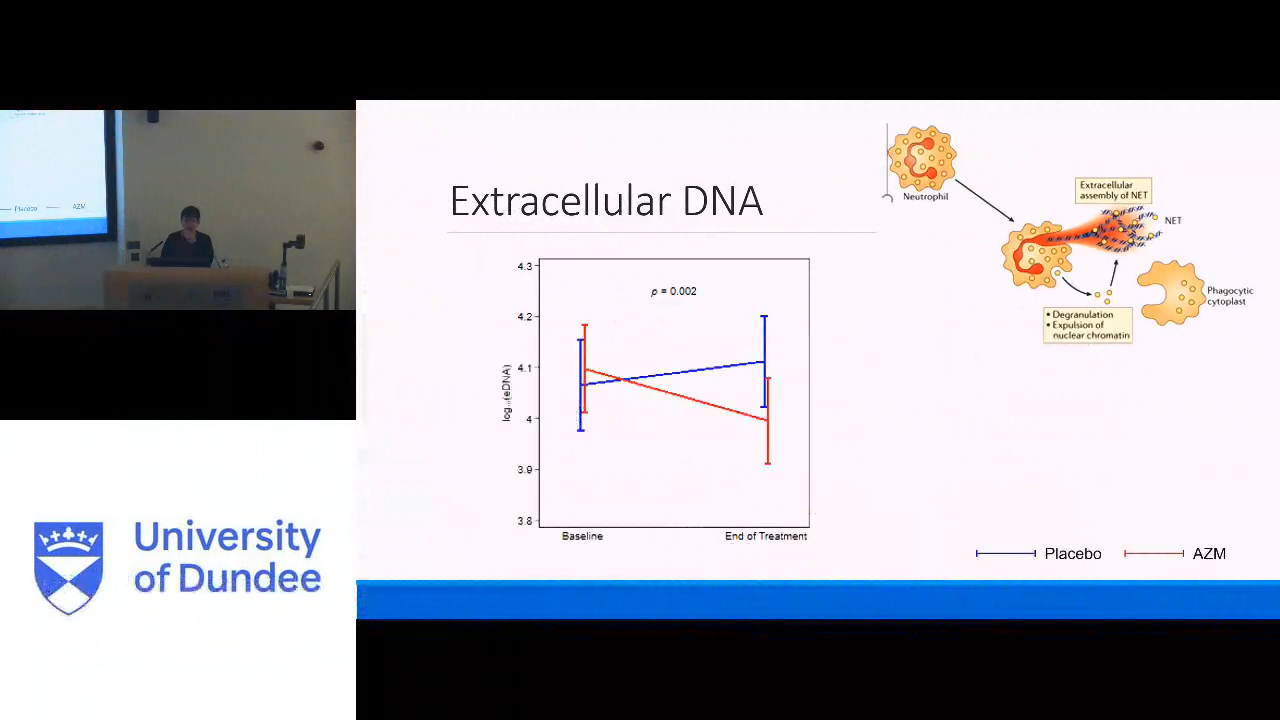 Placebo
AZM
University
of Dundee
Extracellular DNA
Neutrophil
Extracellular
assembly of NET
NET
Phagocytic
cytoplast
• Degranulation
• Expulsion of
nuclear chromatin
p = 0.002
4.3
4.2
4.1
4
3.9
3.8
(eDNA)
Baseline
End of Treatment
Placebo
AZM